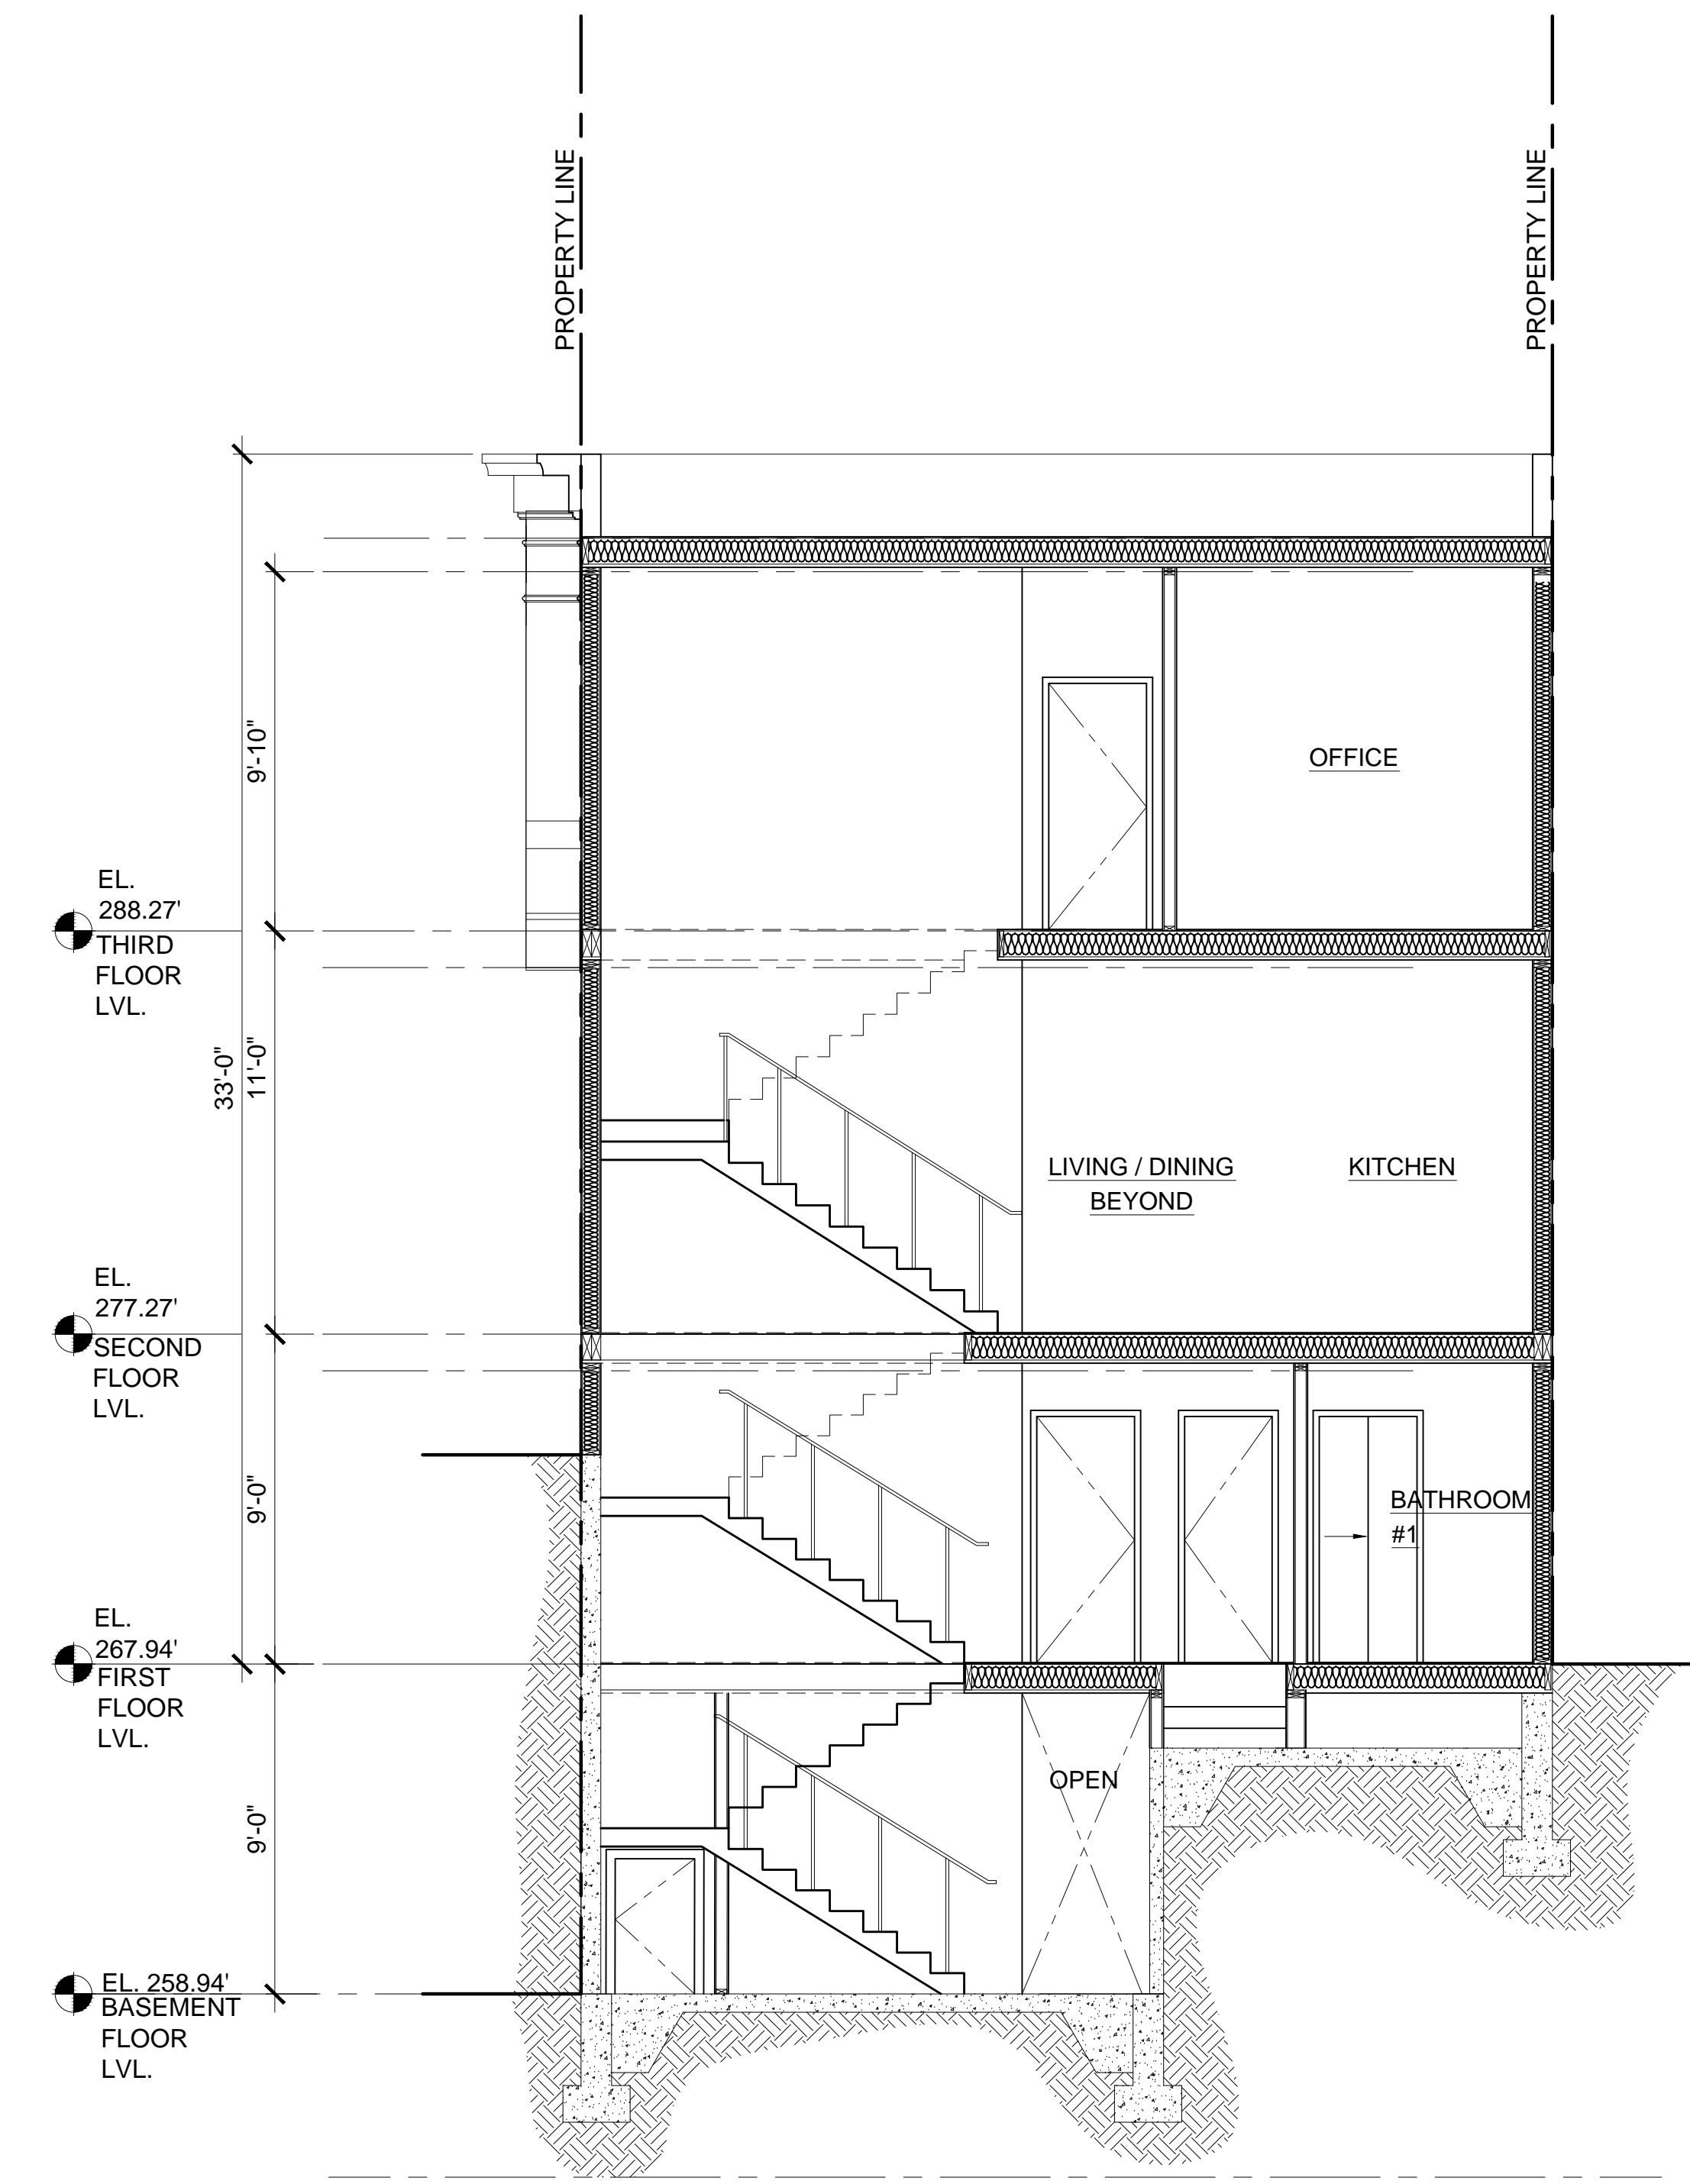 PROPERTY LINE
PROPERTY LINE
9'-10"
OFFICE
EL.
288.27'
THIRD
FLOOR
LVL.
33'-0"
11'-0"
LIVING / DINING
BEYOND
KITCHEN
EL.
277.27'
SECOND
FLOOR
LVL.
9'-0"
BATHROOM
#1
EL.
267.94'
FIRST
FLOOR
LVL.
OPEN
9'-0"
EL. 258.94'
BASEMENT
FLOOR
LVL.